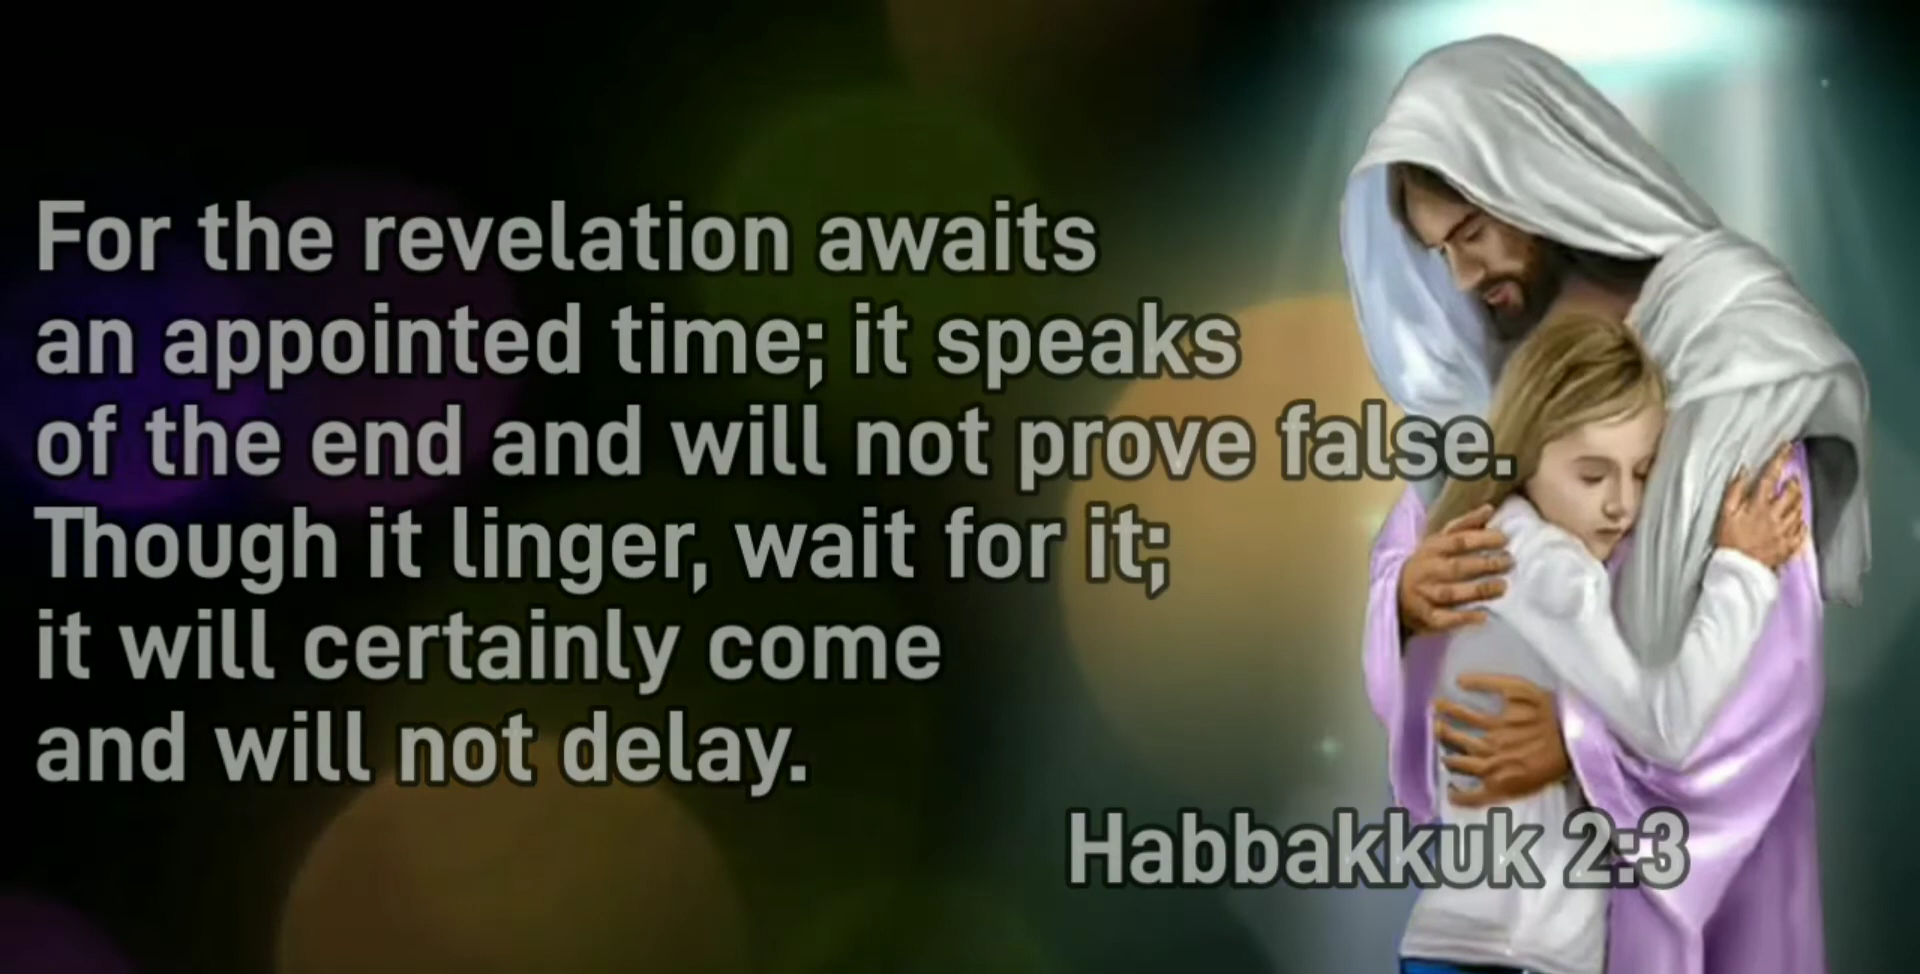 For the revelation awaits
an appointed time; it speaks
of the end and will not prove false.
Though it linger, wait for it;
it will certainly come
and will not delay.
Habbakkuk 2:3